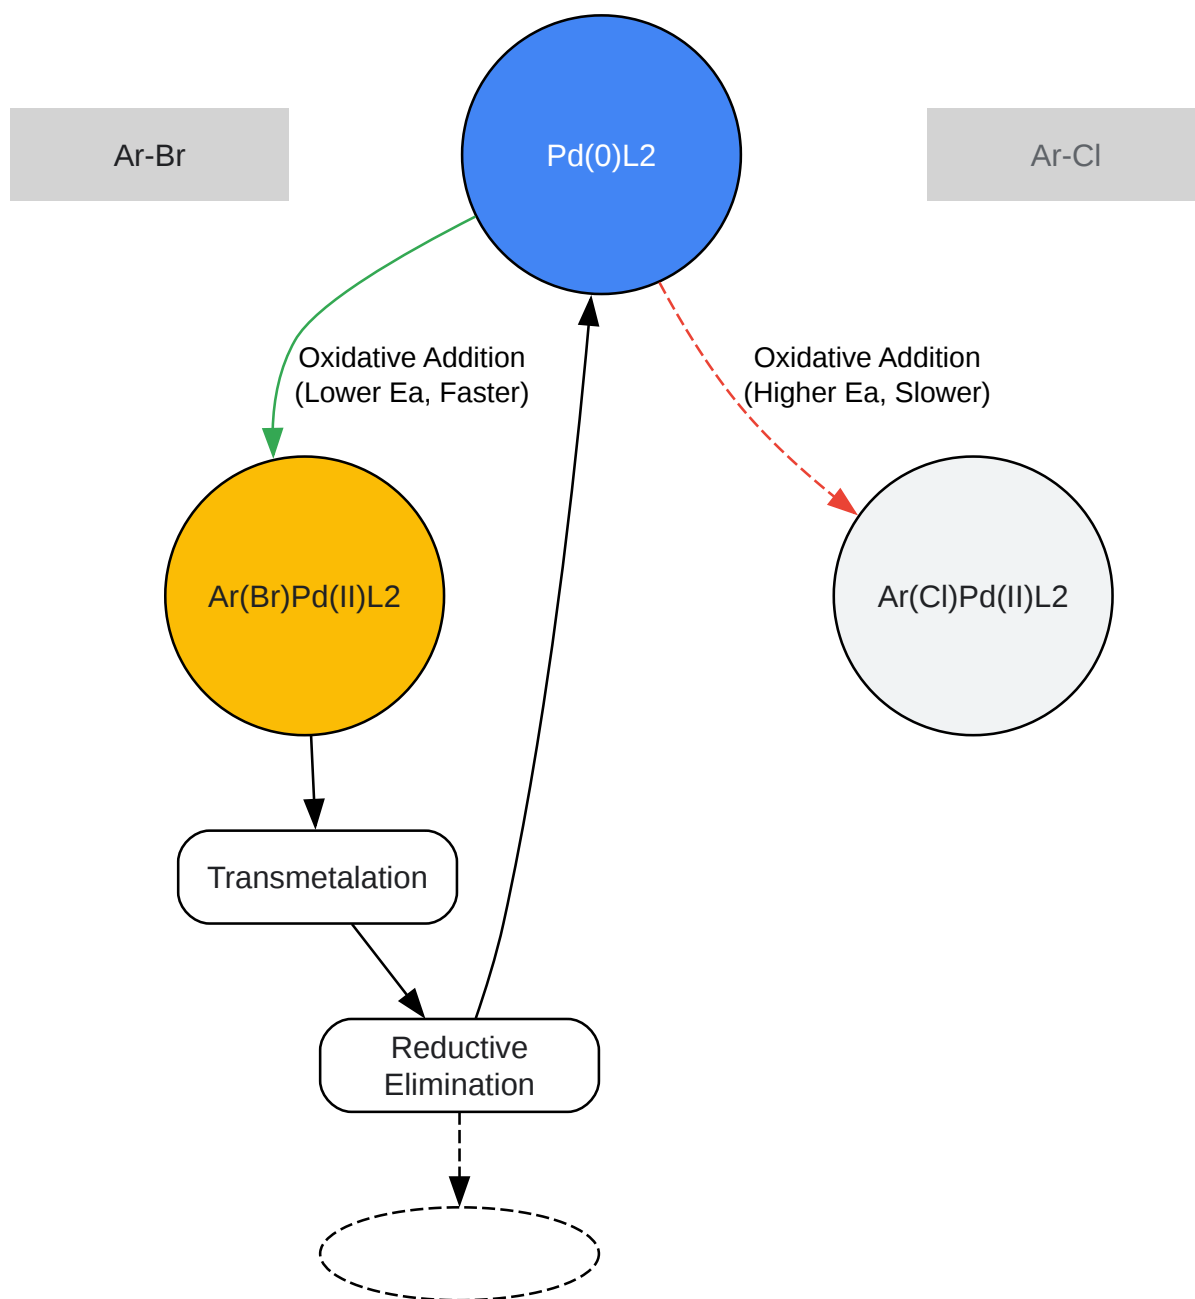 Ar-Br
Pd(0)L2
Ar-Cl
Oxidative Addition
(Lower Ea, Faster)
Oxidative Addition
(Higher Ea, Slower)
Ar(Br)Pd(II)L2
Ar(Cl)Pd(II)L2
Transmetalation
Reductive
Elimination